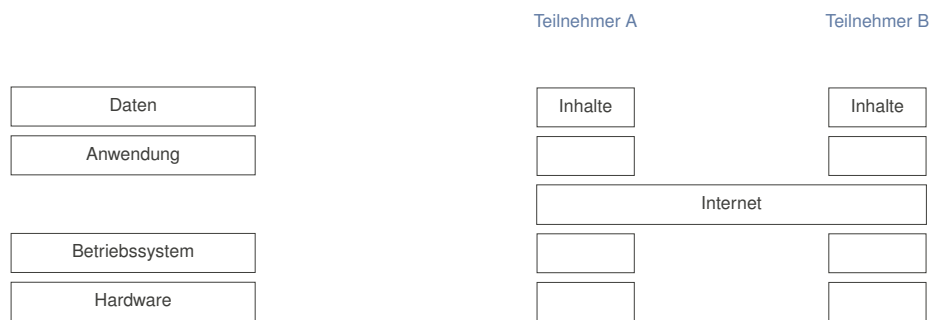 Teilnehmer A Teilnehmer B
Daten Inhalte Inhalte
Anwendung
Internet
Betriebssystem
Hardware